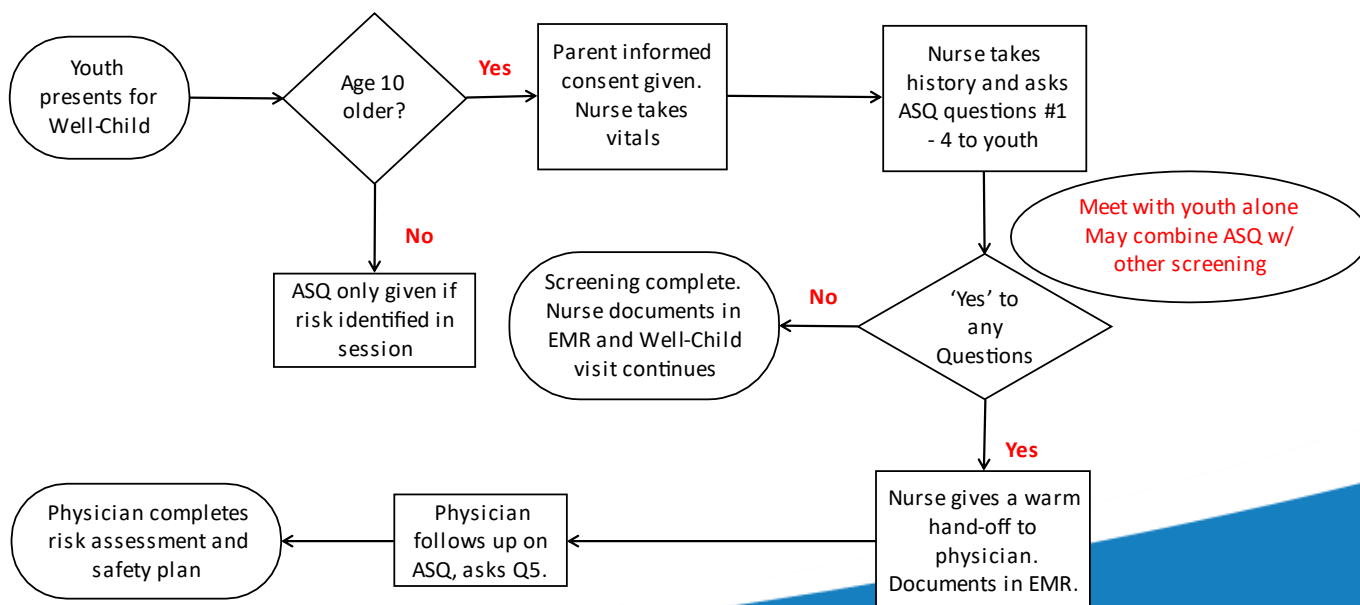 Youth
presents for
Well-Child
Age 10
older?
Yes
Parent informed
consent given.
Nurse takes
vitals
Nurse takes
history and asks
ASQ questions #1
- 4 to youth
No
ASQ only given if
risk identified in
session
Meet with youth alone
May combine ASQ w/
other screening
‘Yes’ to
any
Questions
No
Screening complete.
Nurse documents in
EMR and Well-Child
visit continues
Yes
Nurse gives a warm
hand-off to
physician.
Documents in EMR.
Physician
follows up on
ASQ, asks Q5.
Physician completes
risk assessment and
safety plan